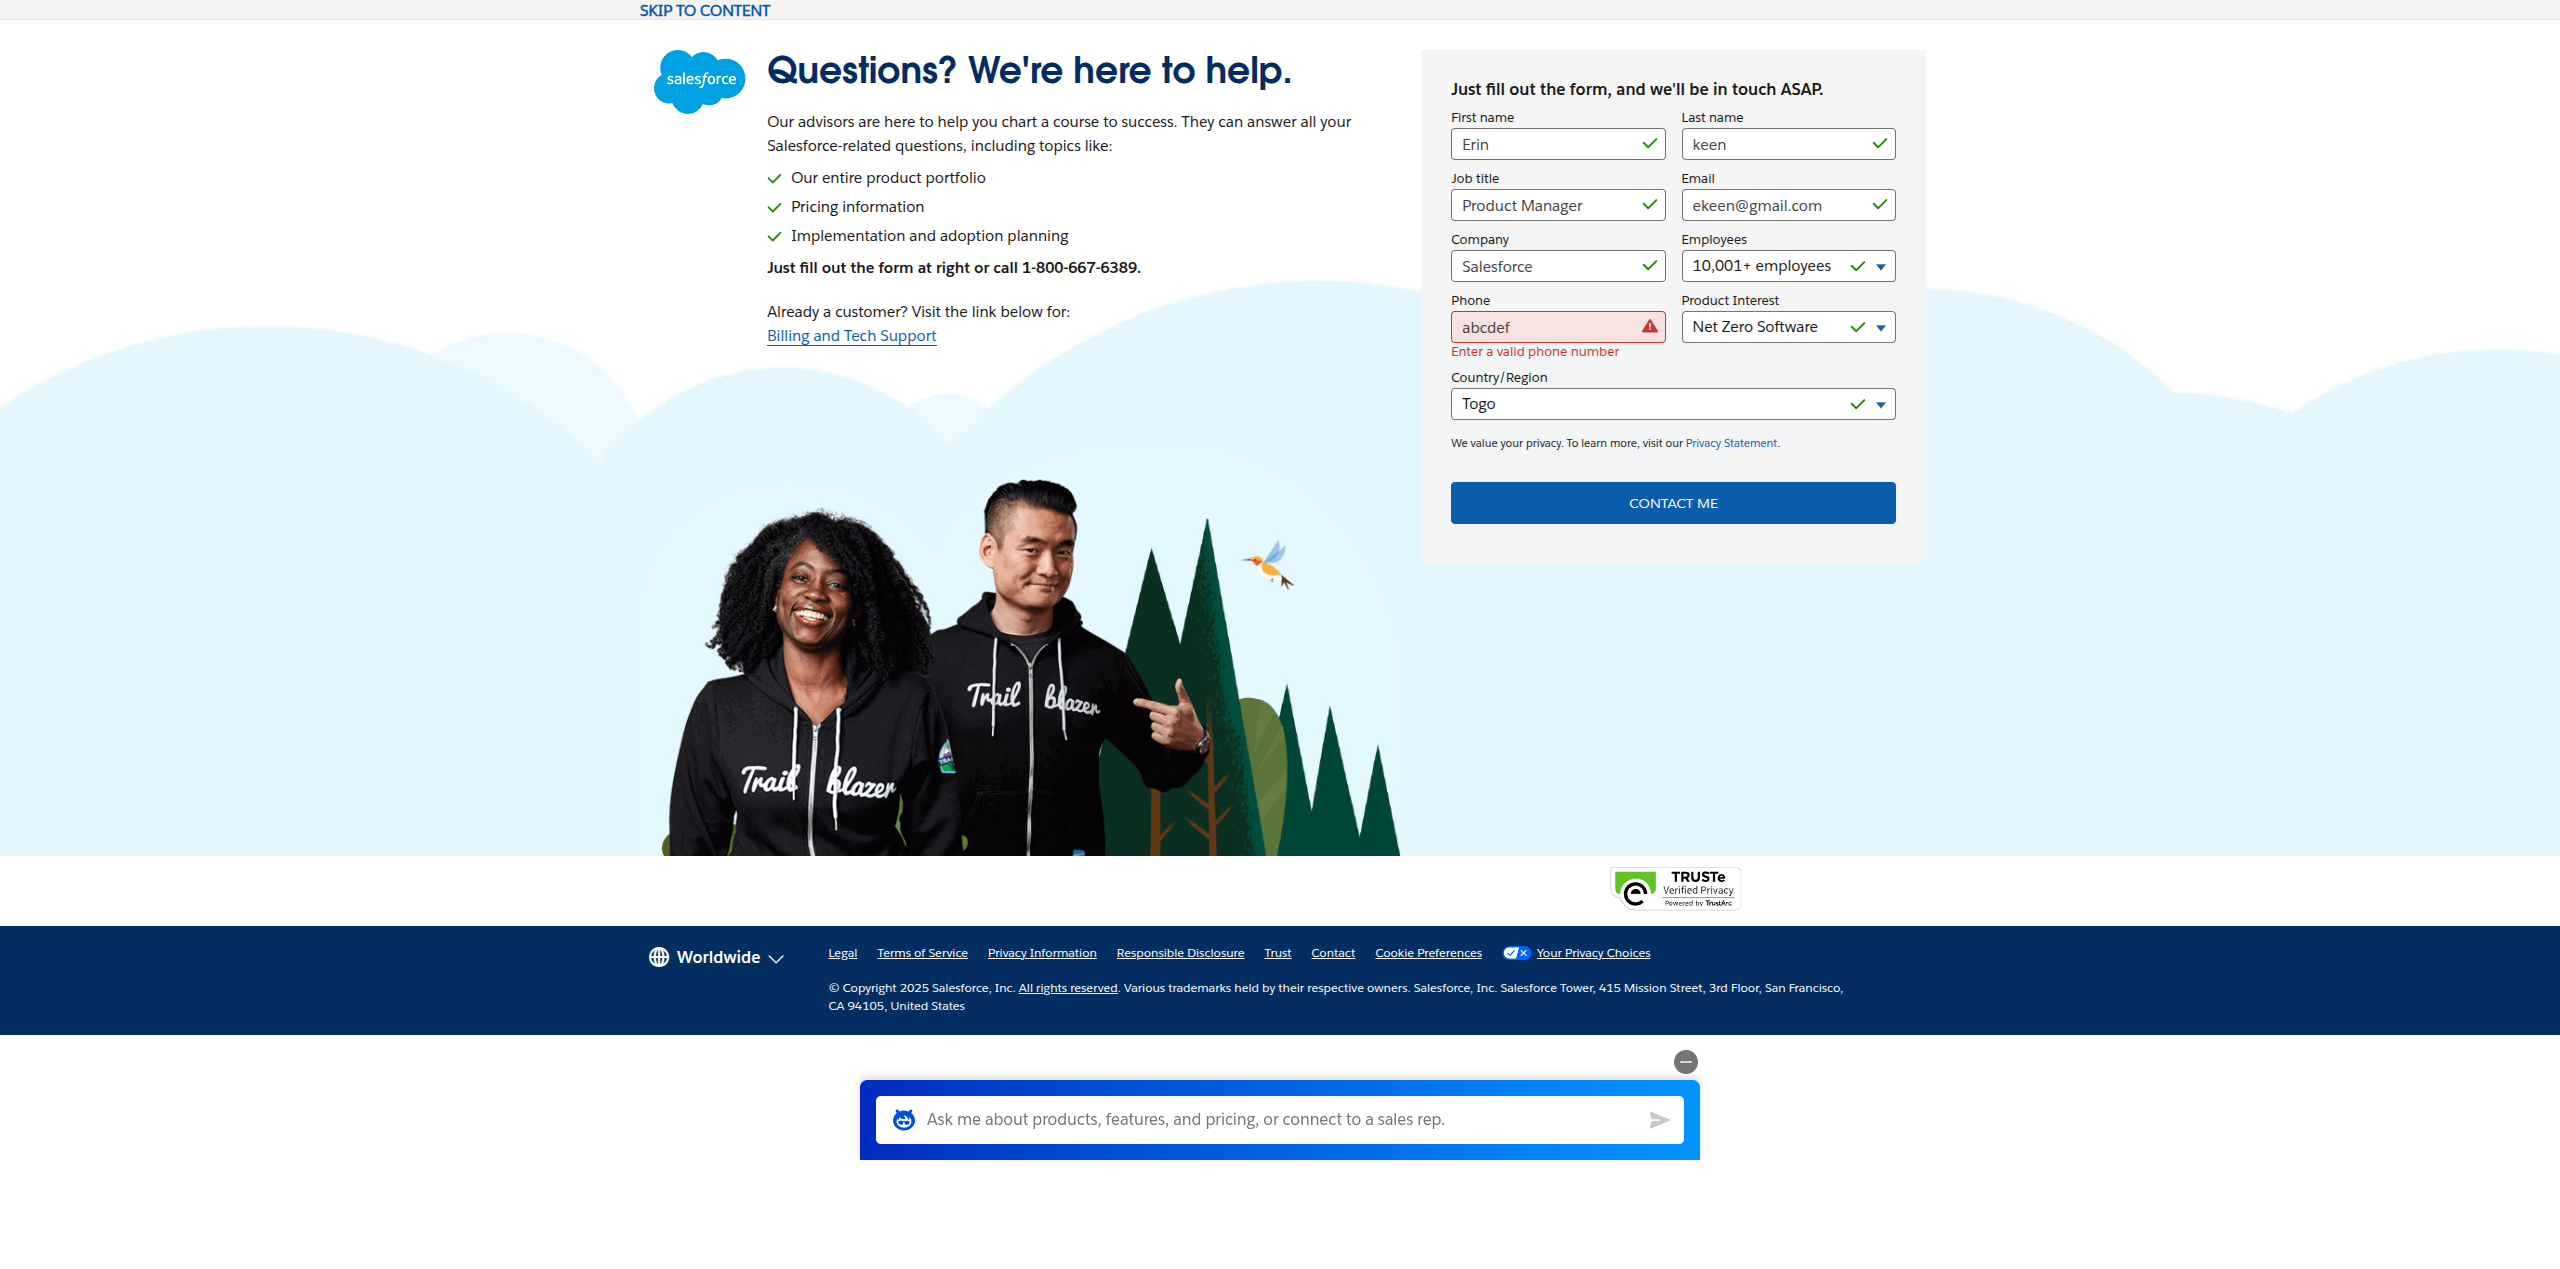 SKIP TO CONTENT
salesforce
Questions? We're here to help.
Our advisors are here to help you chart a course to success. They can answer all your
Salesforce-related questions, including topics like:
Our entire product portfolio
Pricing information
Implementation and adoption planning
Just fill out the form at right or call 1-800-667-6389.
Already a customer? Visit the link below for:
Billing and Tech Support
Just fill out the form, and we'll be in touch ASAP.
First name
Last name
Erin
keen
Job title
Email
Product Manager
ekeen@gmail.com
Company
Employees
Salesforce
10,001+ employees
Phone
Product Interest
abcdef
Net Zero Software
Enter a valid phone number
Country/Region
Togo
We value your privacy. To learn more, visit our Privacy Statement.
CONTACT ME
Trail blazer
Trail blazer
TRAI
TRUSTe
Verified Privacy
Powered by TrustArc
Worldwide
Legal Terms of Service Privacy Information Responsible Disclosure Trust Contact Cookie Preferences Your Privacy Choices
© Copyright 2025 Salesforce, Inc. All rights reserved. Various trademarks held by their respective owners. Salesforce, Inc. Salesforce Tower, 415 Mission Street, 3rd Floor, San Francisco,
CA 94105, United States
Ask me about products, features, and pricing, or connect to a sales rep.